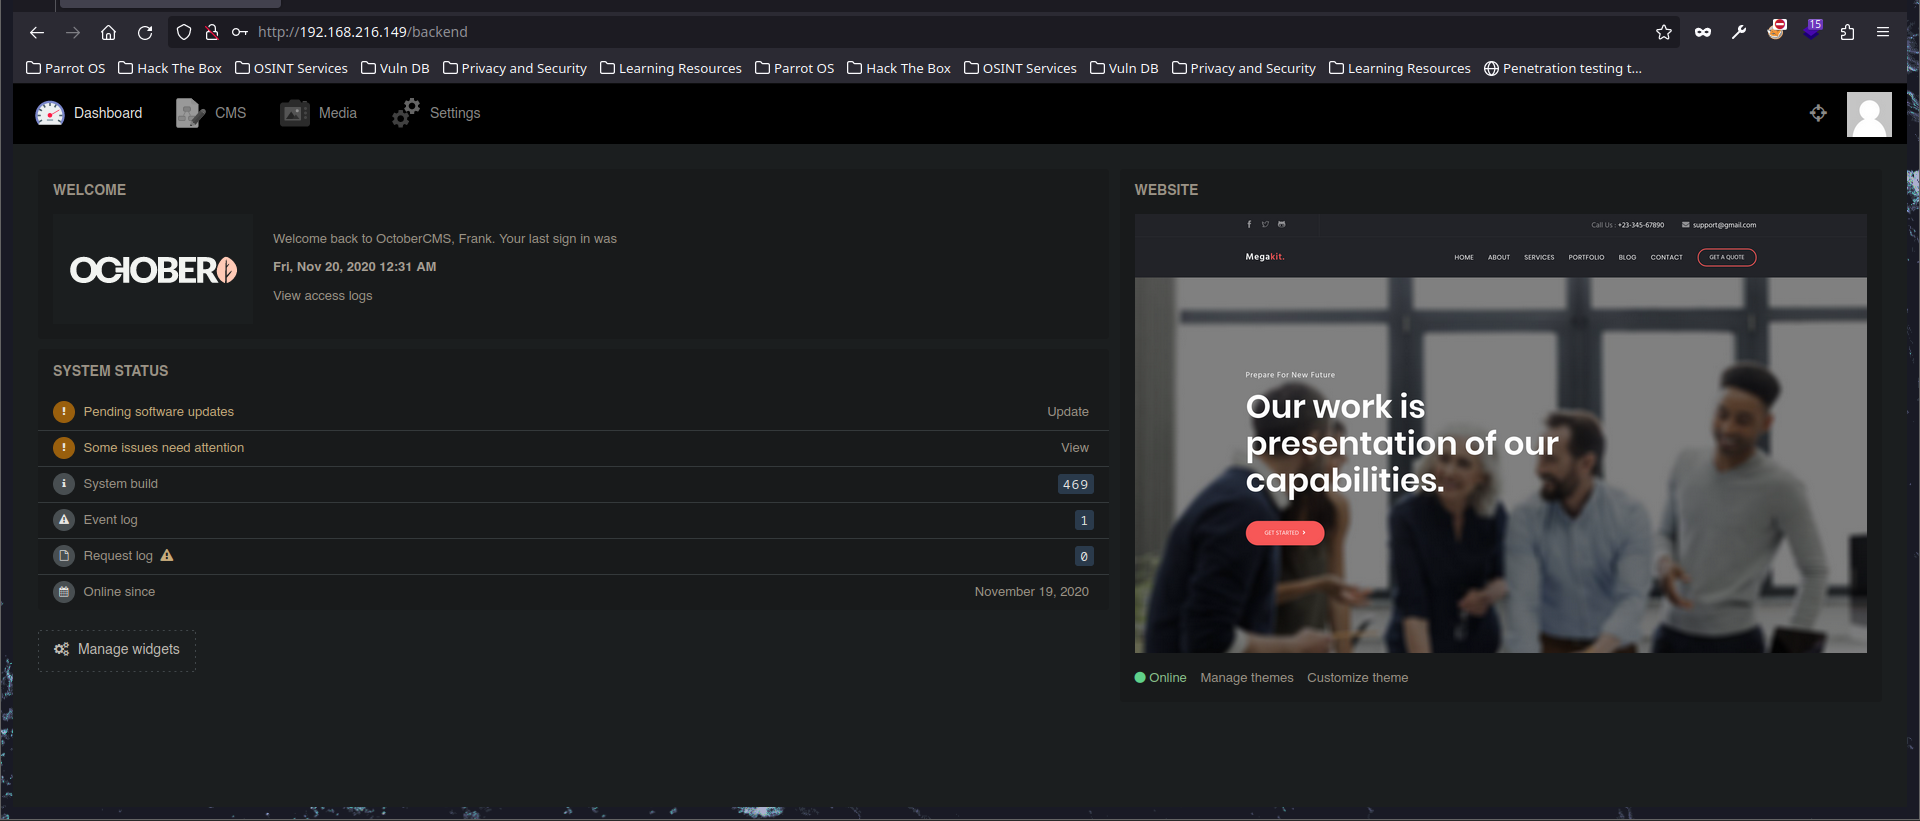 http://192.168.216.149/backend
15
Parrot OS Hack The Box OSINT Services Vuln DB Privacy and Security Learning Resources Parrot OS Hack The Box OSINT Services Vuln DB Privacy and Security Learning Resources Penetration testing t...
Dashboard CMS Media Settings
WELCOME
OCTOBER
Welcome back to OctoberCMS, Frank. Your last sign in was
Fri, Nov 20, 2020 12:31 AM
View access logs
SYSTEM STATUS
Pending software updates Update
Some issues need attention View
System build 469
Event log 1
Request log 0
Online since November 19, 2020
Manage widgets
WEBSITE
Call Us : +23-345-67890 support@gmail.com
Megakit. HOME ABOUT SERVICES PORTFOLIO BLOG CONTACT GET A QUOTE
Prepare For New Future
Our work is
presentation of our
capabilities.
GET STARTED >
Online Manage themes Customize theme